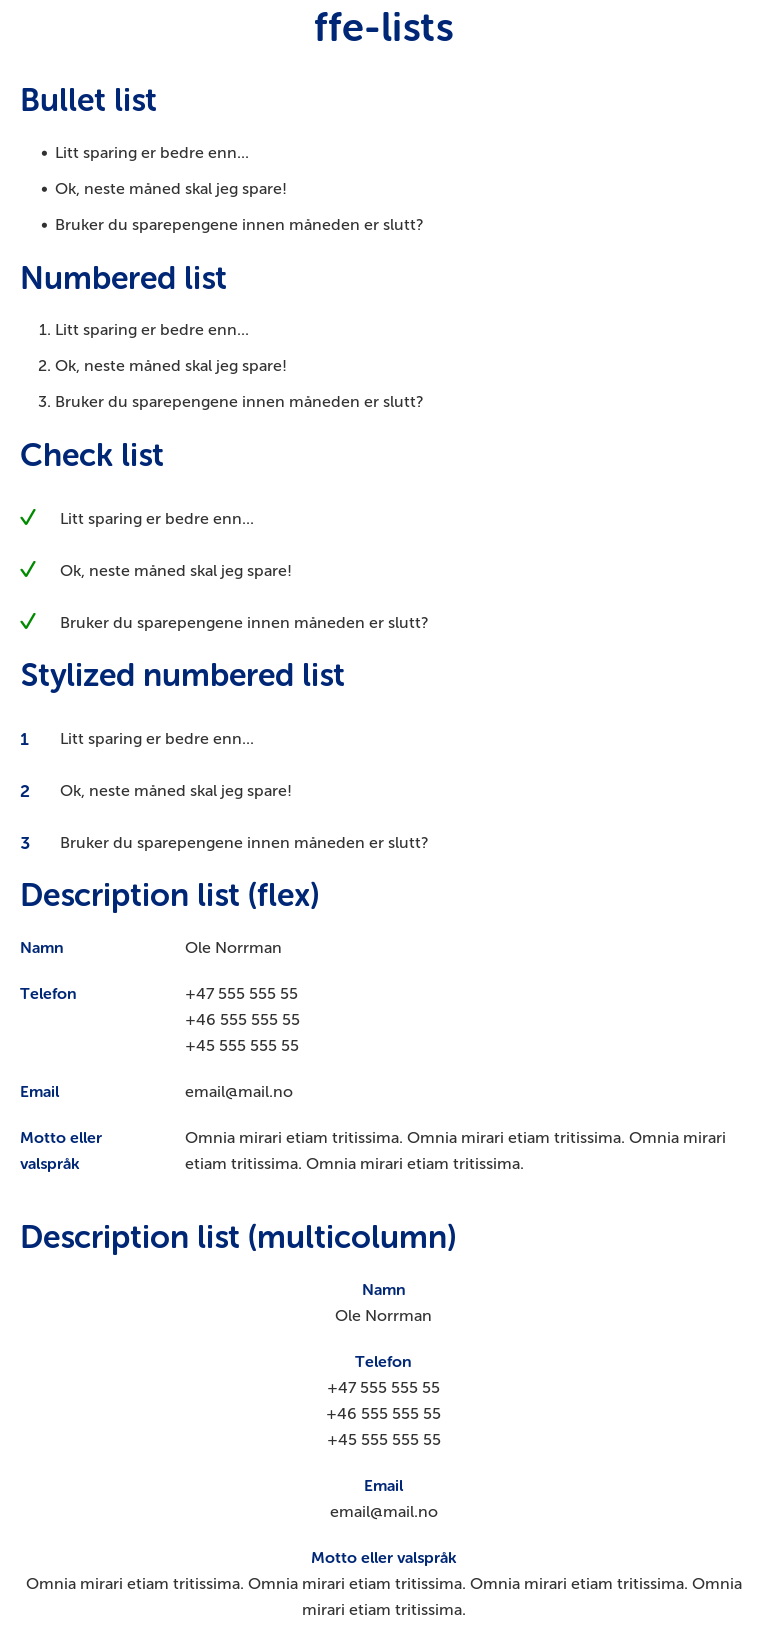 ffe-lists
Bullet list
• Litt sparing er bedre enn...
• Ok, neste måned skal jeg spare!
• Bruker du sparepengene innen måneden er slutt?
Numbered list
1. Litt sparing er bedre enn...
2. Ok, neste måned skal jeg spare!
3. Bruker du sparepengene innen måneden er slutt?
Check list
✓ Litt sparing er bedre enn...
✓ Ok, neste måned skal jeg spare!
✓ Bruker du sparepengene innen måneden er slutt?
Stylized numbered list
1 Litt sparing er bedre enn...
2 Ok, neste måned skal jeg spare!
3 Bruker du sparepengene innen måneden er slutt?
Description list (flex)
Namn Ole Norrman
Telefon +47 555 555 55
+46 555 555 55
+45 555 555 55
Email email@mail.no
Motto eller Omnia mirari etiam tritissima. Omnia mirari etiam tritissima. Omnia mirari
valspråk etiam tritissima. Omnia mirari etiam tritissima.
Description list (multicolumn)
Namn
Ole Norrman
Telefon
+47 555 555 55
+46 555 555 55
+45 555 555 55
Email
email@mail.no
Motto eller valspråk
Omnia mirari etiam tritissima. Omnia mirari etiam tritissima. Omnia mirari etiam tritissima. Omnia
mirari etiam tritissima.